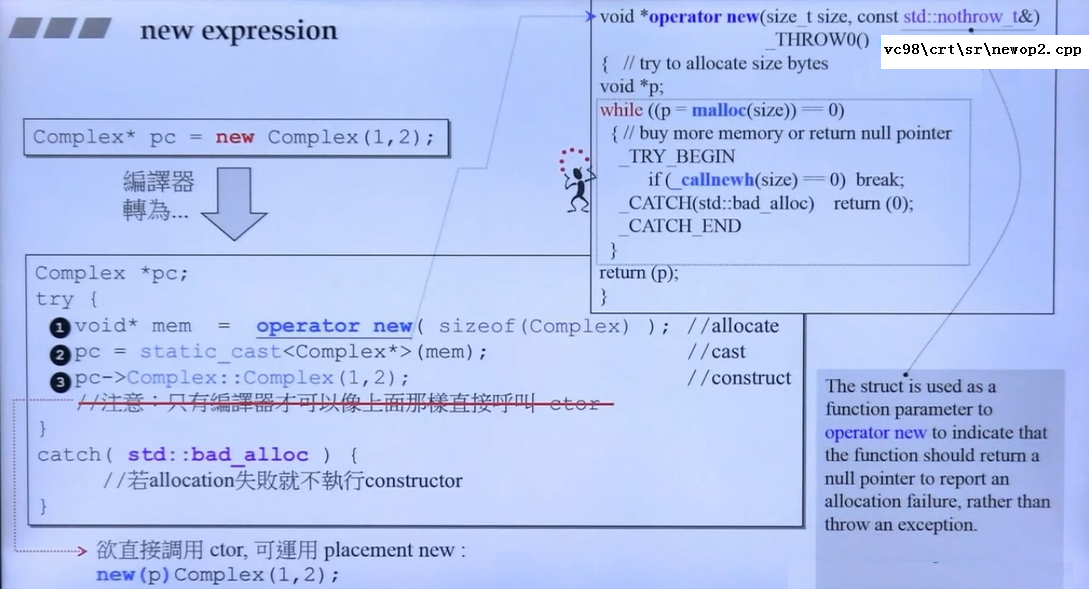 new expression
Complex* pc = new Complex(1,2);
編譯器
轉為...
Complex *pc;
try {
❶void* mem = operator new( sizeof(Complex) ); //allocate
❷pc = static_cast<Complex*>(mem); //cast
❸pc->Complex::Complex(1,2); //construct
//注意：只有編譯器才可以像上面那樣直接呼叫 ctor
}
catch( std::bad_alloc ) {
//若allocation失敗就不執行constructor
}
欲直接調用 ctor, 可運用 placement new :
new(p)Complex(1,2);
void *operator new(size_t size, const std::nothrow_t&)
_THROW0()
vc98\crt\sr\newop2.cpp
{ // try to allocate size bytes
void *p;
while ((p = malloc(size)) == 0)
{ // buy more memory or return null pointer
_TRY_BEGIN
if (_callnewh(size) == 0) break;
_CATCH(std::bad_alloc) return (0);
_CATCH_END
}
return (p);
}
The struct is used as a
function parameter to
operator new to indicate that
the function should return a
null pointer to report an
allocation failure, rather than
throw an exception.